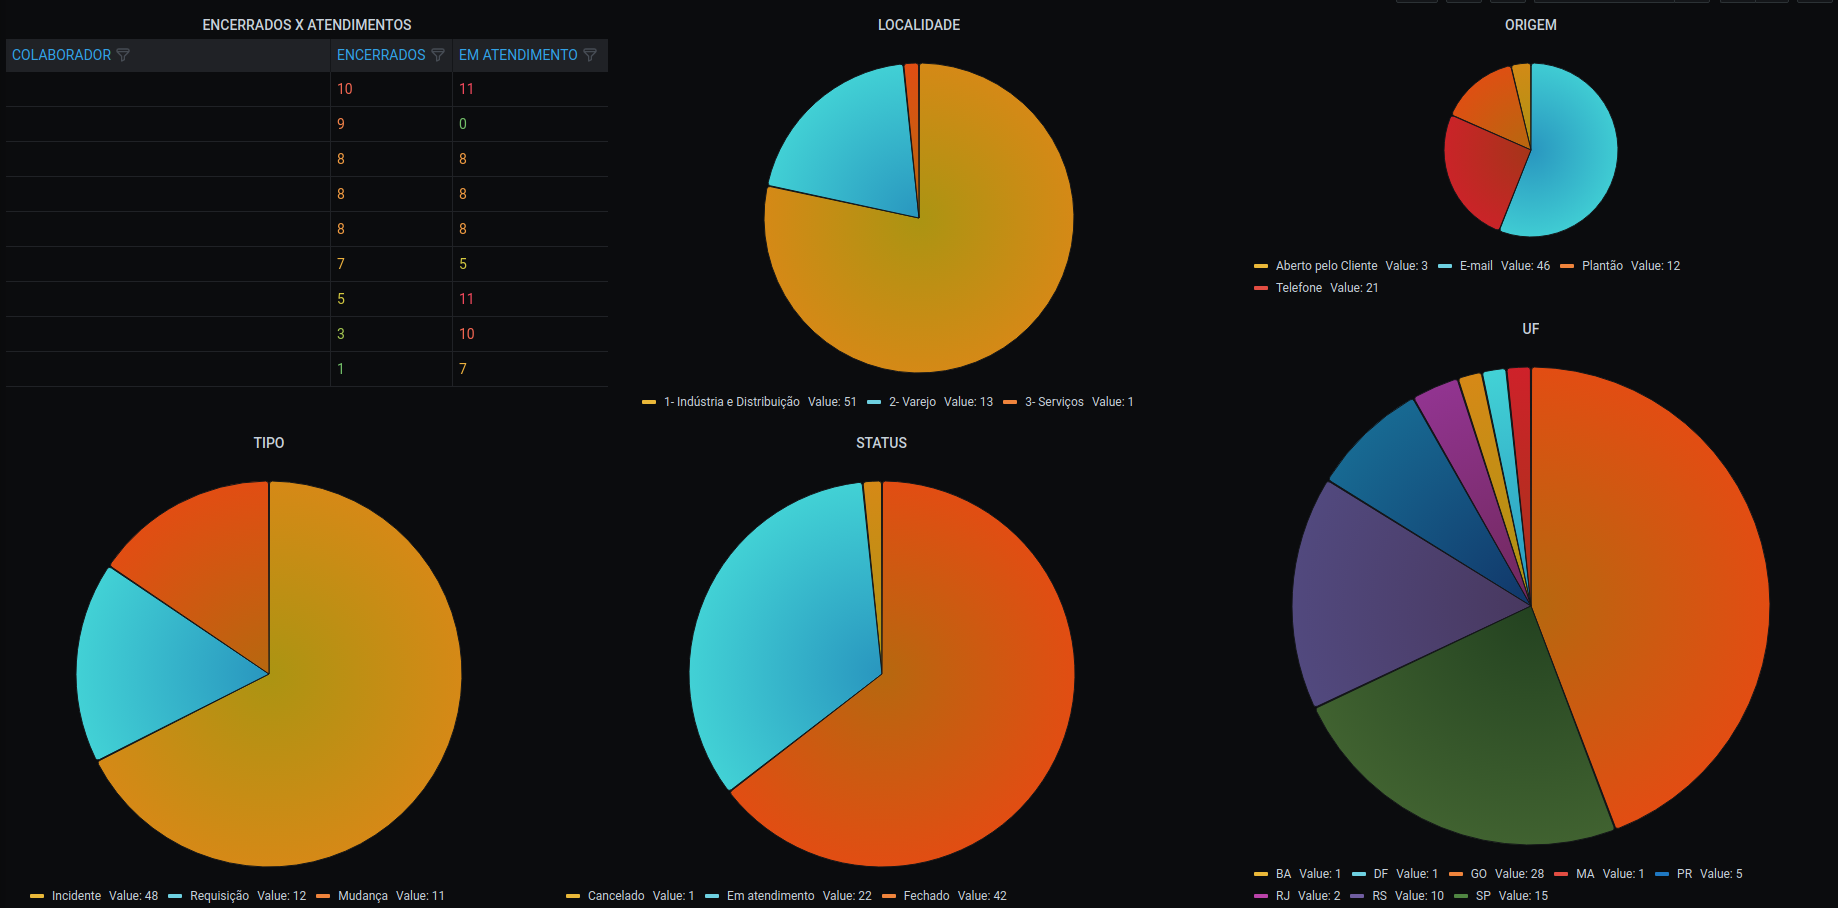 ENCERRADOS X ATENDIMENTOS
COLABORADOR ENCERRADOS EM ATENDIMENTO
10 11
9 0
8 8
8 8
8 8
7 5
5 11
3 10
1 7
LOCALIDADE
1- Indústria e Distribuição Value: 51 2- Varejo Value: 13 3- Serviços Value: 1
ORIGEM
Aberto pelo Cliente Value: 3 E-mail Value: 46 Plantão Value: 12
Telefone Value: 21
TIPO
Incidente Value: 48 Requisição Value: 12 Mudança Value: 11
STATUS
Cancelado Value: 1 Em atendimento Value: 22 Fechado Value: 42
UF
BA Value: 1 DF Value: 1 GO Value: 28 MA Value: 1 PR Value: 5
RJ Value: 2 RS Value: 10 SP Value: 15